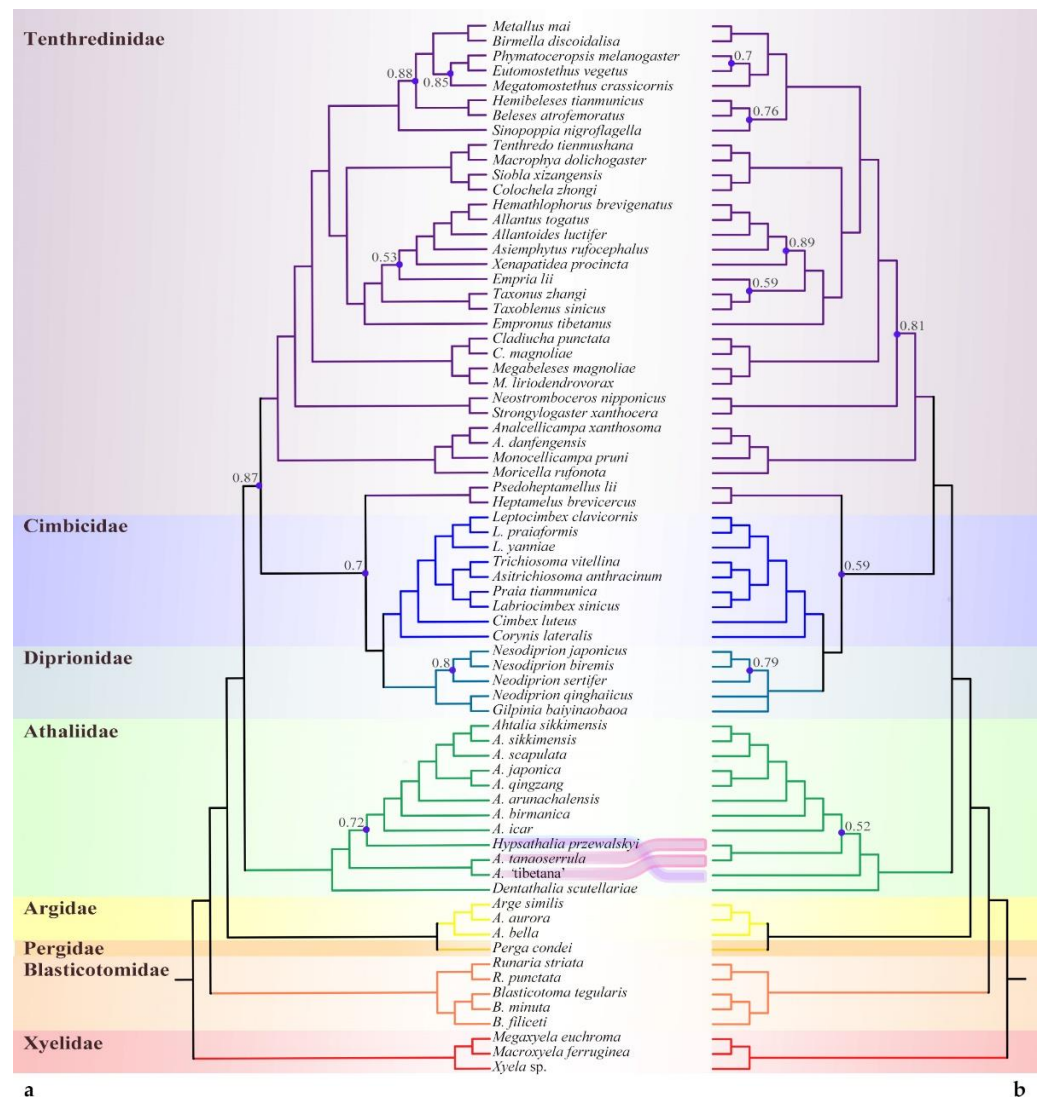 Tenthredinidae
Metallus mai
Birmella discoidalisa
Phymatoceropsis melanogaster
0.7
Eutomostethus vegetus
0.88
0.85
Megatomostethus crassicornis
Hemibeleses tianmunicus
Beleses atrofemoratus
0.76
Sinopoppia nigroflagella
Tenthredo tienmushana
Macrophya dolichogaster
Siobla xizangensis
Colochela zhongi
Hemathlophorus brevigenatus
Allantus togatus
Allantoides luctifer
Asiemphytus rufocephalus
0.89
0.53
Xenapatidea procincta
Empria lii
Taxonus zhangi
0.59
Taxoblenus sinicus
Empronus tibetanus
0.81
Cladiucha punctata
C. magnoliae
Megabeleses magnoliae
M. liriodendrovorax
Neostromboceros nipponicus
Strongylogaster xanthocera
Analcellicampa xanthosoma
A. danfengensis
Monocellicampa pruni
Moricella rufonota
0.87
Psedoheptamellus lii
Heptamelus brevicercus
Cimbicidae
Leptocimbex clavicornis
L. praiaformis
L. yanniae
Trichiosoma vitellina
0.7
0.59
Asitrichiosoma anthracinum
Praia tianmunica
Labriocimbex sinicus
Cimbex luteus
Corynis lateralis
Diprionidae
Nesodiprion japonicus
0.8
Nesodiprion biremis
0.79
Neodiprion sertifer
Neodiprion qinghaiicus
Gilpinia baiyinaobaoa
Athaliidae
Ahtalia sikkimensis
A. sikkimensis
A. scapulata
A. japonica
A. qingzang
A. arunachalensis
A. birmanica
0.72
A. icar
0.52
Hypsathalia przewalskyi
A. tanaoserrula
A. ‘tibetana’
Dentathalia scutellariae
Argidae
Arge similis
A. aurora
A. bella
Pergidae
Perga condei
Blasticotomidae
Runaria striata
R. punctata
Blasticotoma tegularis
B. minuta
B. filiceti
Xyelidae
Megaxyela euchroma
Macroxyela ferruginea
Xyela sp.
a
b